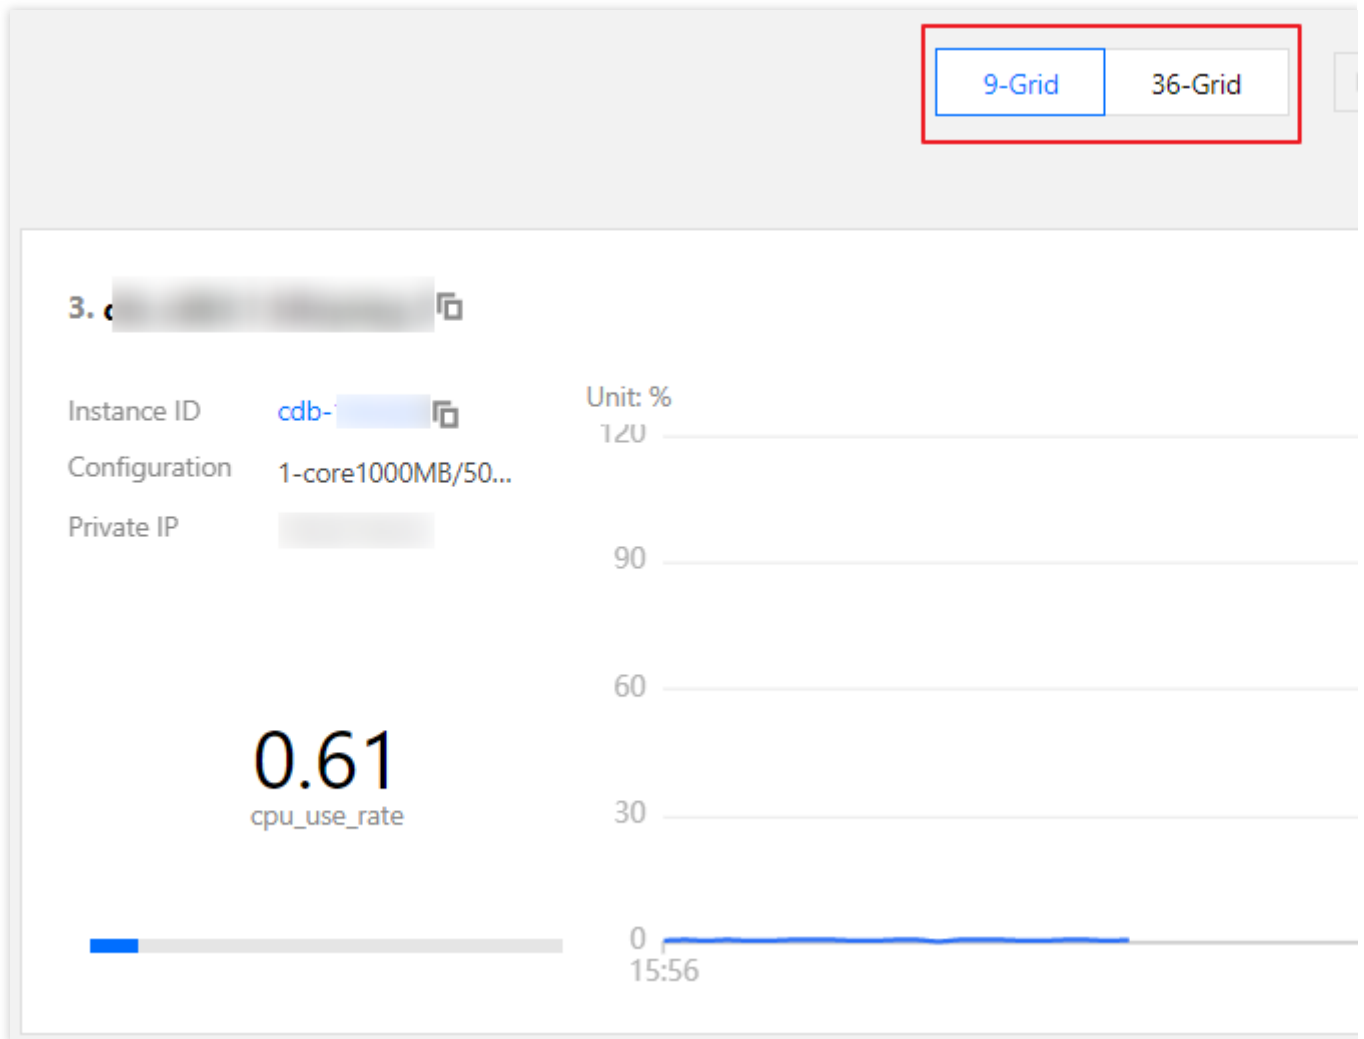 9-Grid 36-Grid
3.
Instance ID cdb-
Configuration 1-core1000MB/50...
Private IP
0.61
cpu_use_rate
Unit: %
120
90
60
30
0
15:56